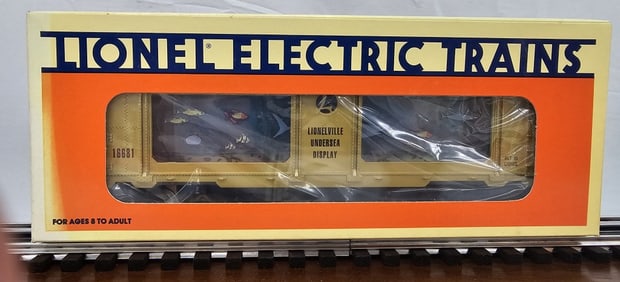 LIONEL® ELECTRIC TRAINS
LIONELVILLE
UNDERSEA
DISPLAY
16681
FOR AGES 8 TO ADULT